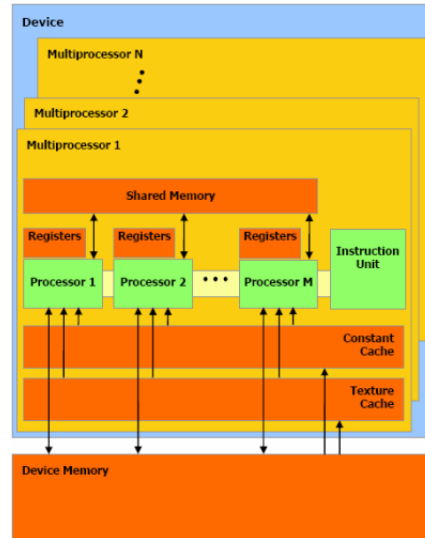 Device
Multiprocessor N
Multiprocessor 2
Multiprocessor 1
Shared Memory
Registers
Registers
Registers
Instruction
Unit
Processor 1
Processor 2
Processor M
Constant
Cache
Texture
Cache
Device Memory